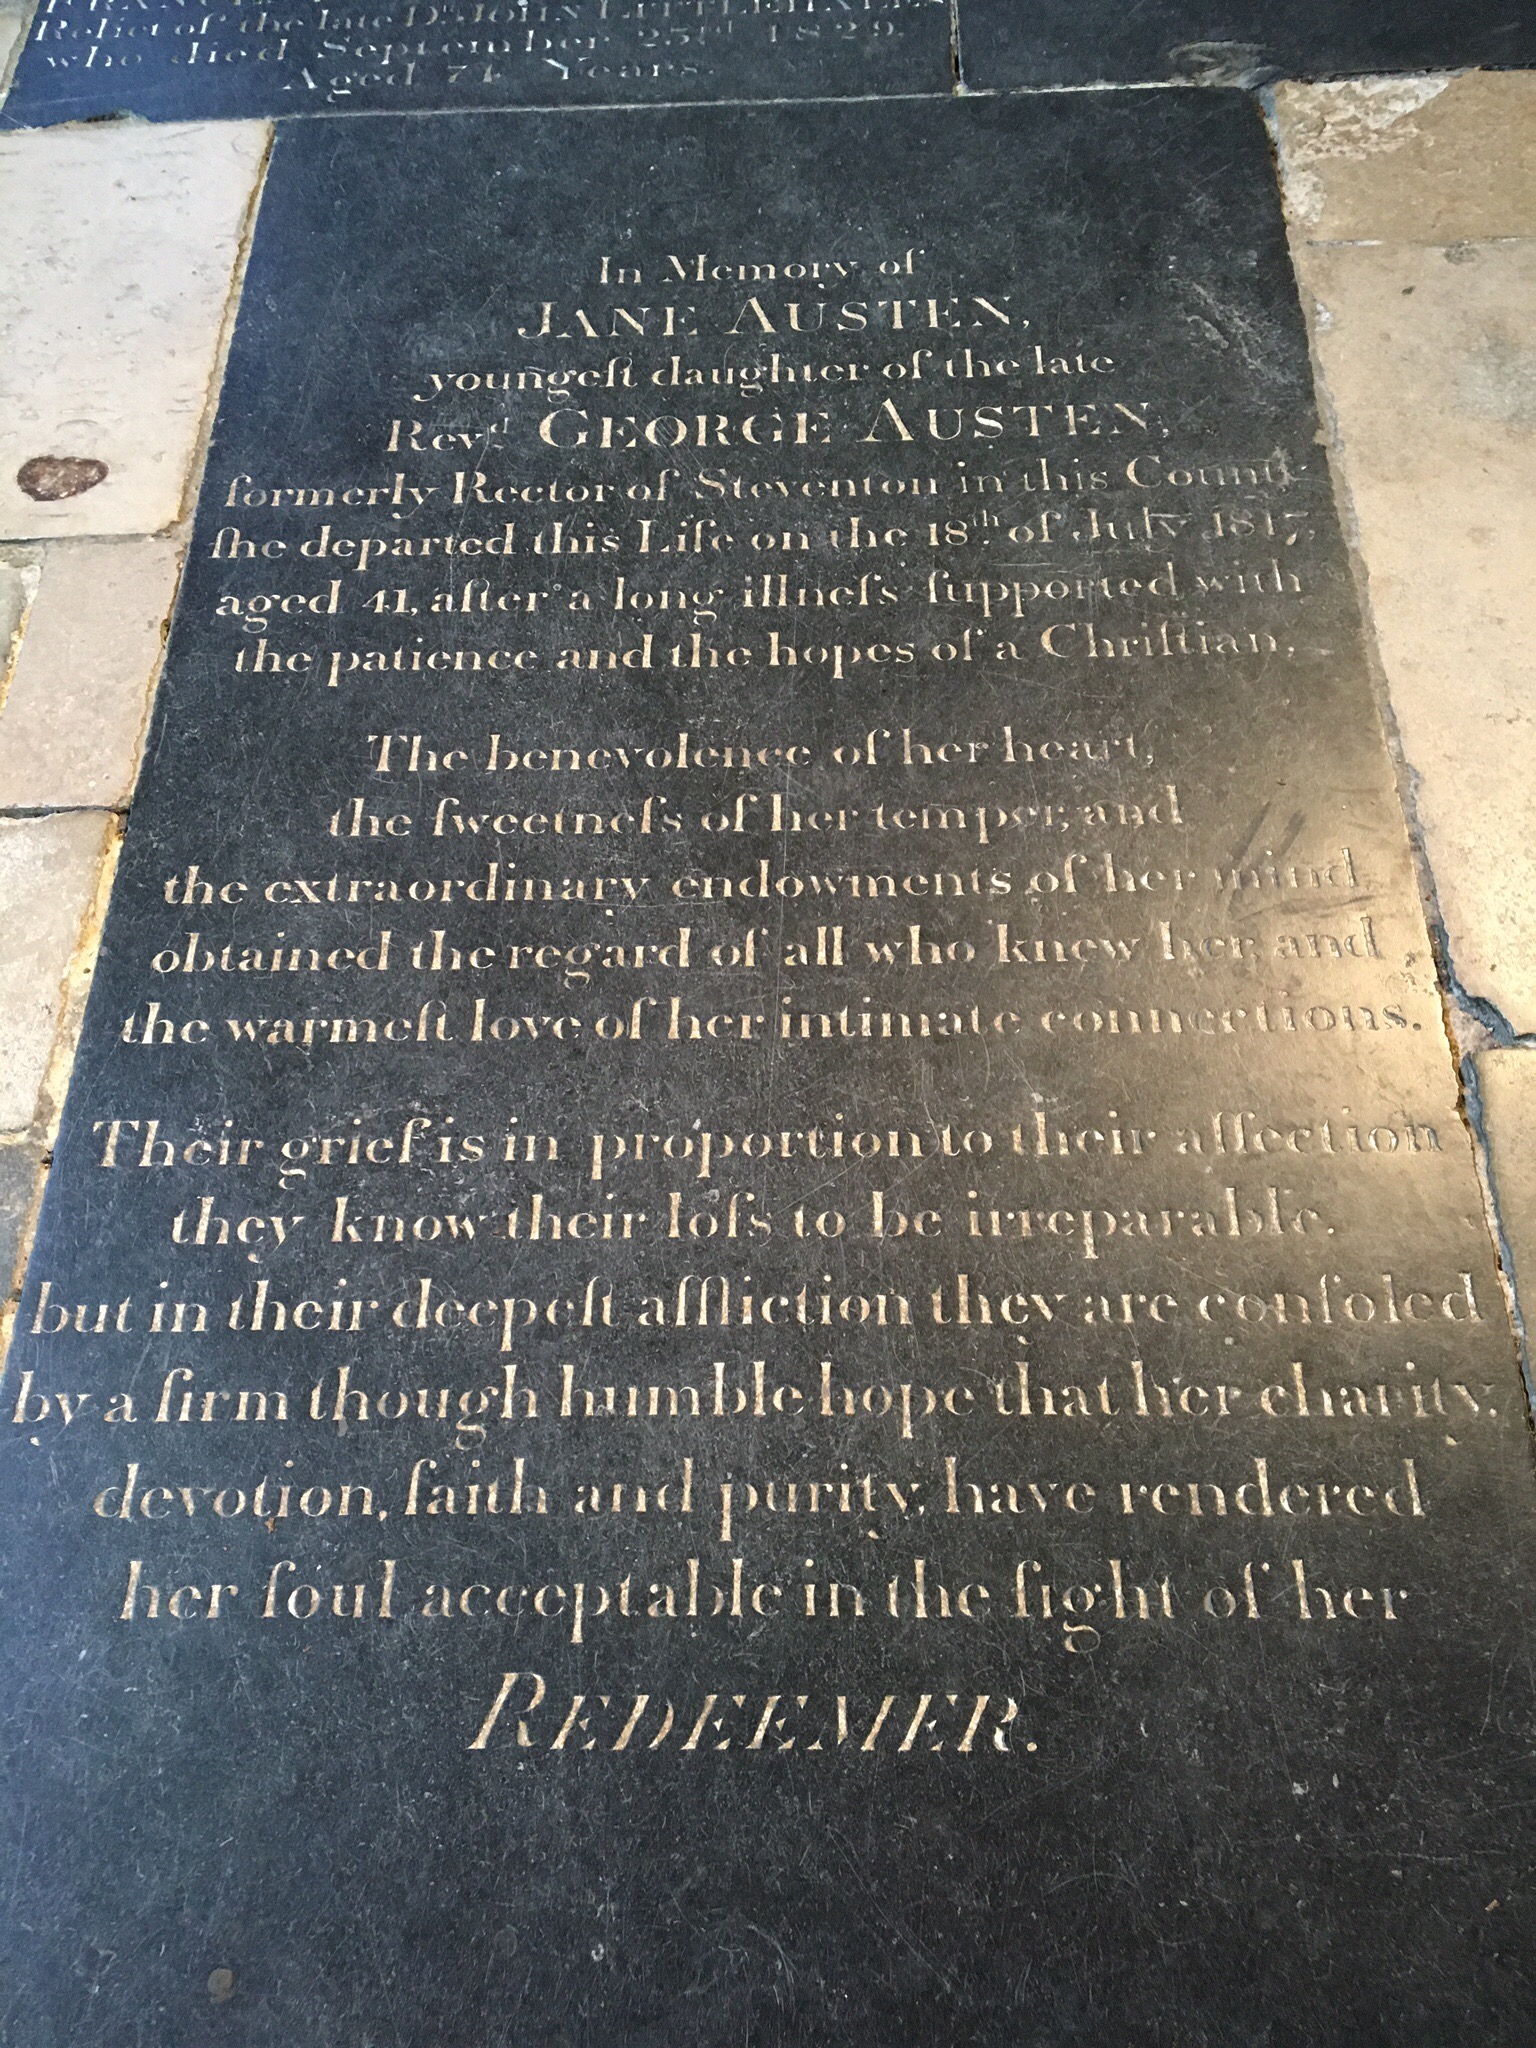 Relict of the late Dr. JOHN LITTLEHALES
who died September 25th 1829.
Aged 74 Years.
In Memory of
JANE AUSTEN,
youngeſt daughter of the late
Revd GEORGE AUSTEN,
formerly Rector of Steventon in this County
ſhe departed this Life on the 18th of July 1817,
aged 41, after a long illneſs ſupported with
the patience and the hopes of a Chriſtian,
The benevolence of her heart,
the ſweetneſs of her temper, and
the extraordinary endowments of her mind
obtained the regard of all who knew her, and
the warmeſt love of her intimate connections.
Their grief is in proportion to their affection
they know their loſs to be irreparable.
but in their deepeſt affliction they are conſoled
by a firm though humble hope that her charity,
devotion, faith and purity, have rendered
her ſoul acceptable in the ſight of her
REDEEMER.